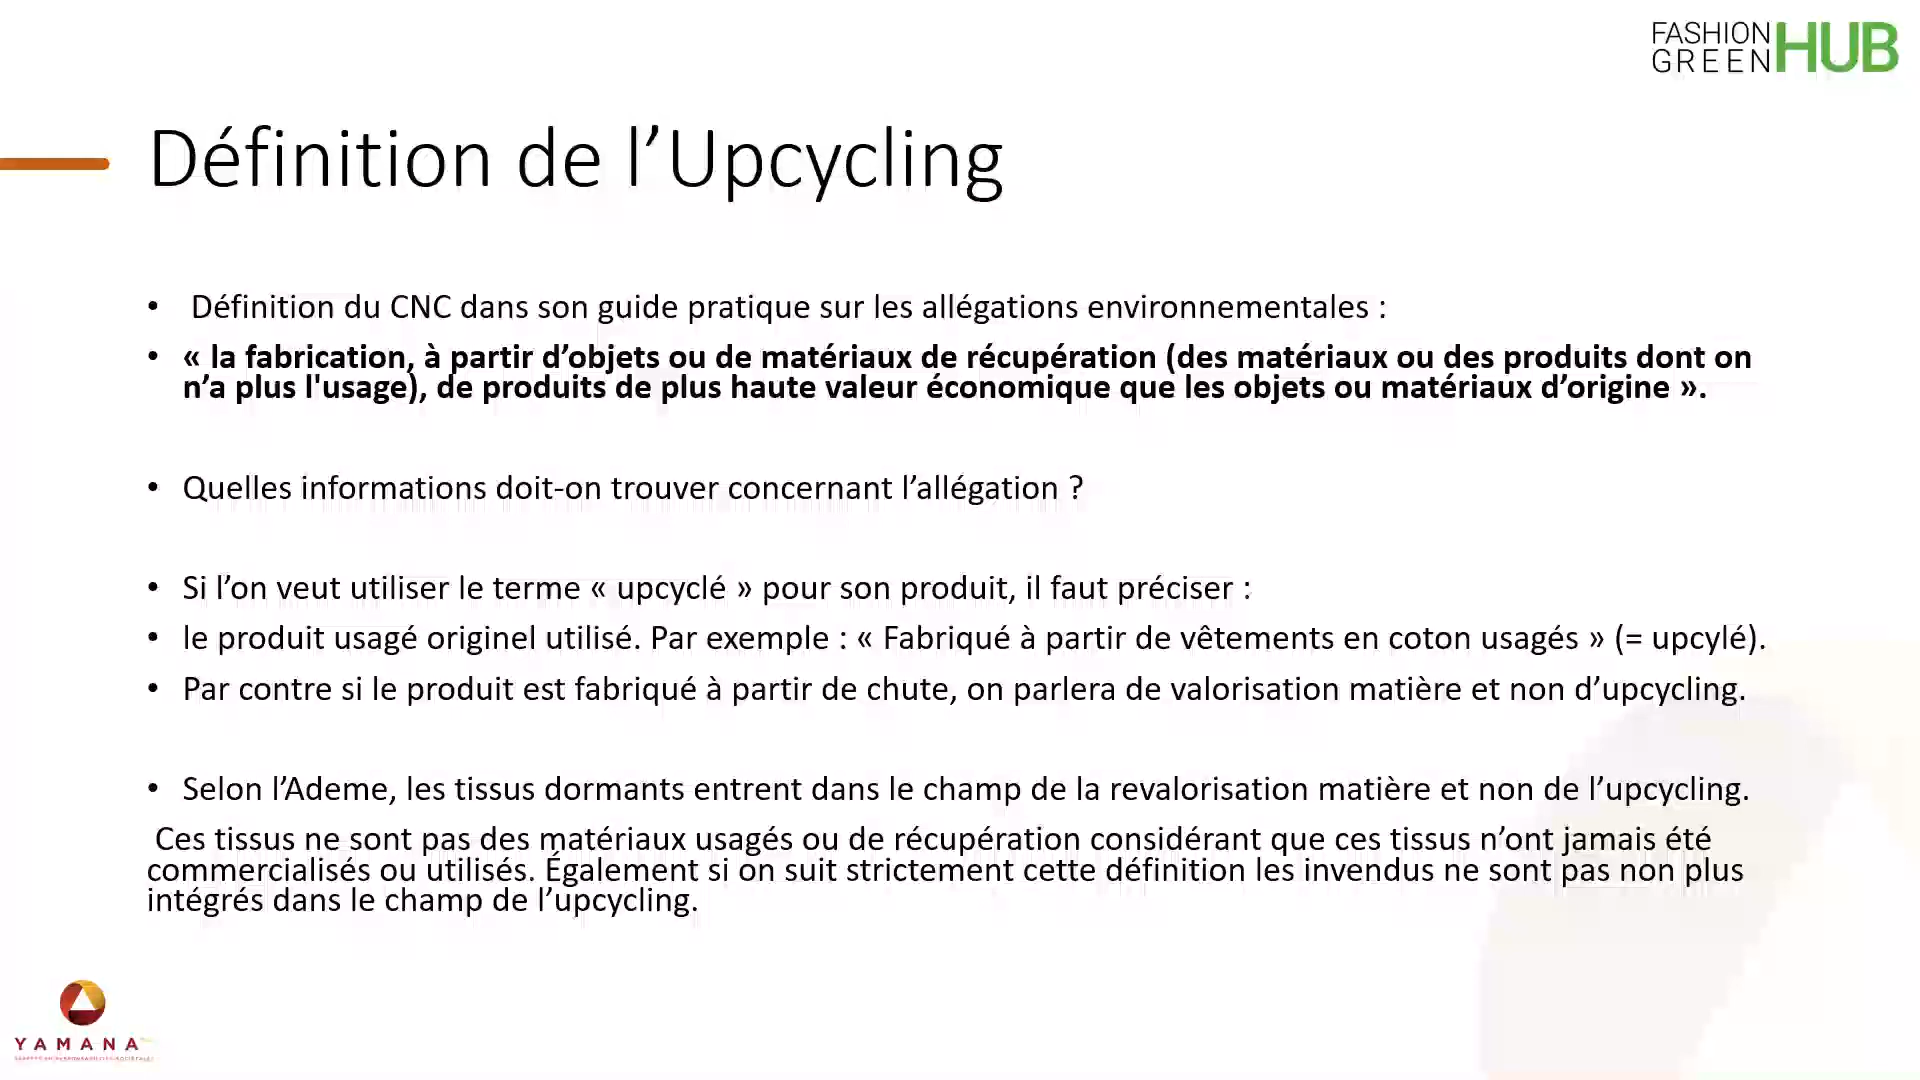 FASHION
GREEN HUB
Définition de l’Upcycling
• Définition du CNC dans son guide pratique sur les allégations environnementales :
• « la fabrication, à partir d’objets ou de matériaux de récupération (des matériaux ou des produits dont on
n’a plus l'usage), de produits de plus haute valeur économique que les objets ou matériaux d’origine ».
• Quelles informations doit-on trouver concernant l’allégation ?
• Si l’on veut utiliser le terme « upcyclé » pour son produit, il faut préciser :
• le produit usagé originel utilisé. Par exemple : « Fabriqué à partir de vêtements en coton usagés » (= upcylé).
• Par contre si le produit est fabriqué à partir de chute, on parlera de valorisation matière et non d’upcycling.
• Selon l’Ademe, les tissus dormants entrent dans le champ de la revalorisation matière et non de l’upcycling.
Ces tissus ne sont pas des matériaux usagés ou de récupération considérant que ces tissus n’ont jamais été
commercialisés ou utilisés. Également si on suit strictement cette définition les invendus ne sont pas non plus
intégrés dans le champ de l’upcycling.
YAMANA